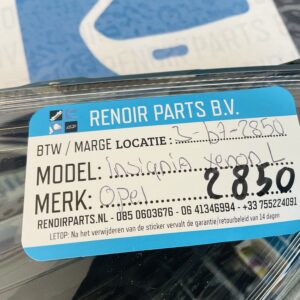 RENOIR PARTS B.V.
BTW / MARGE LOCATIE : 3-b7-2850
MODEL: insignia xenon L
MERK: Opel 2850
RENOIRPARTS.NL - 085 0603676 - 06 41346994 - +33 755224091
LETOP: Na het verwijderen van de sticker vervalt de garantie/retourbeleid van 14 dagen